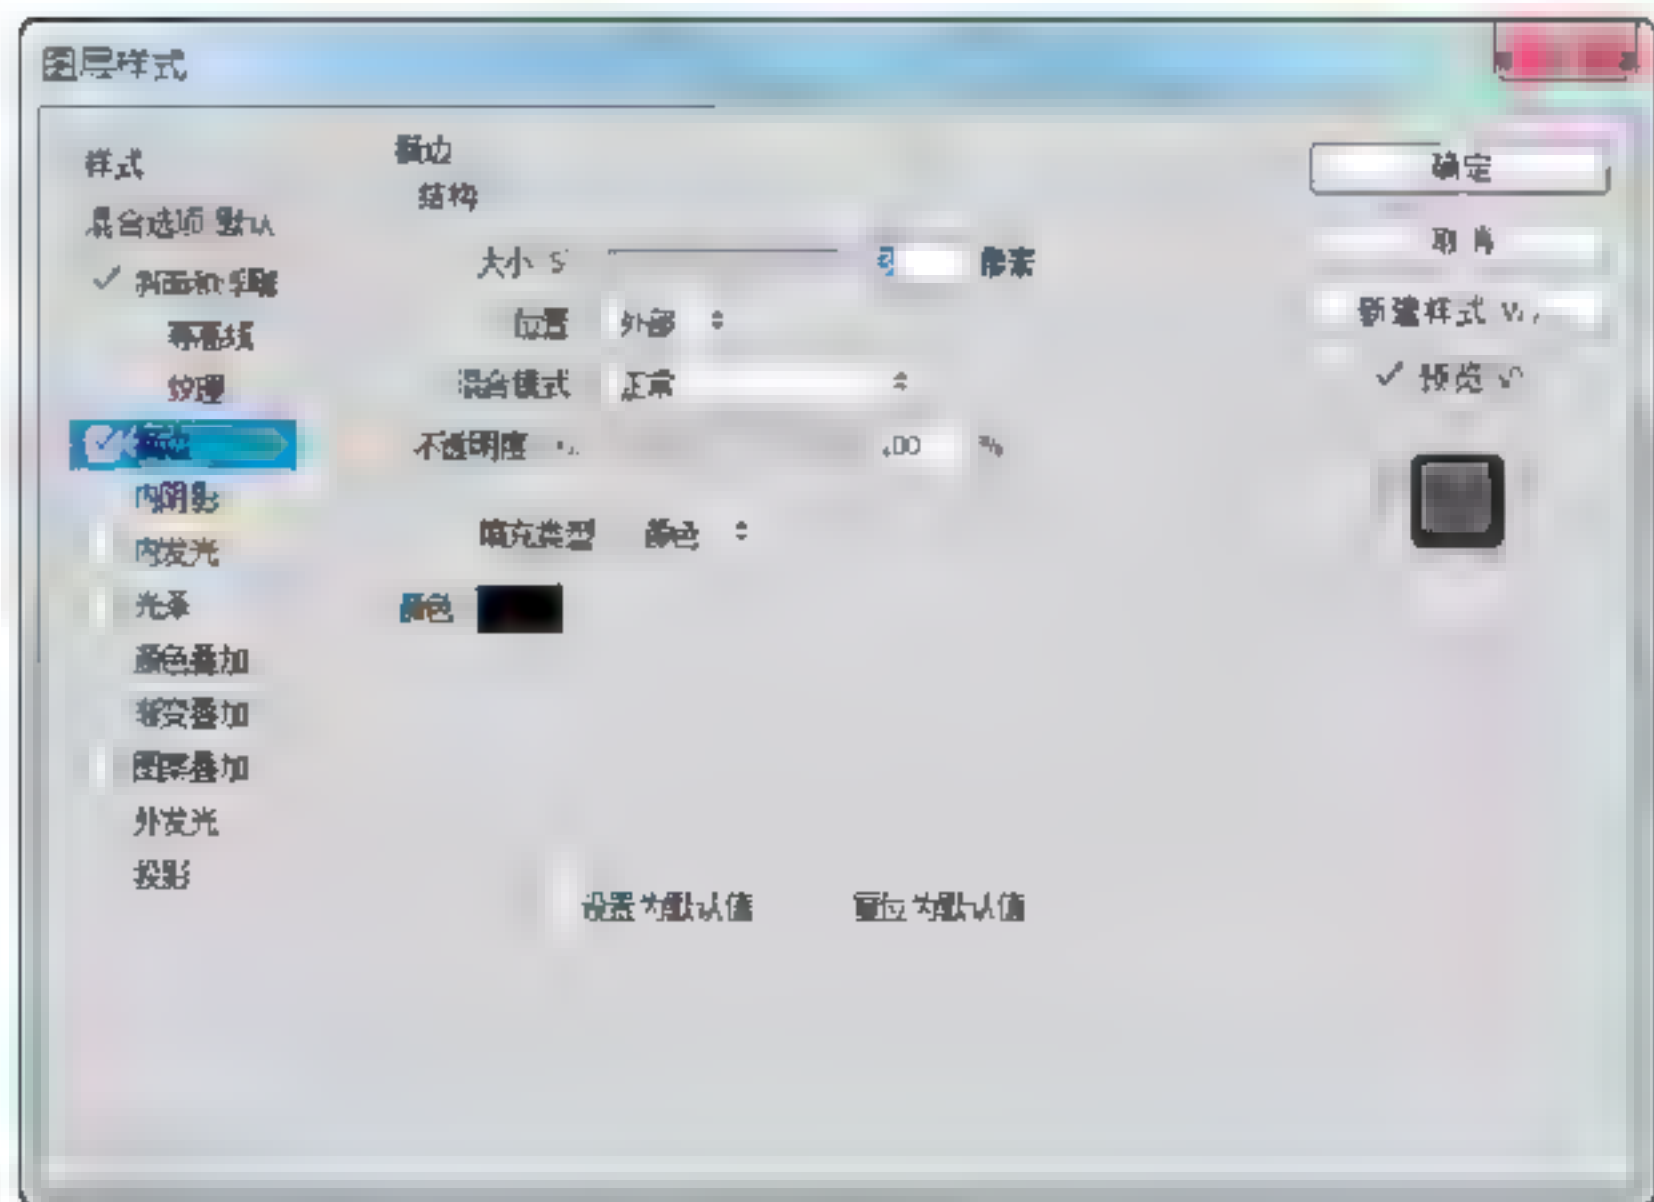 图层样式
样式
混合选项 默认
斜面和浮雕
等高线
纹理
描边
内阴影
内发光
光泽
颜色叠加
渐变叠加
图案叠加
外发光
投影
描边
结构
大小 S
像素
位置 外部
混合模式 正常
不透明度
%
填充类型 颜色
颜色
设置为默认值 复位为默认值
确定
取消
新建样式 W
预览 V